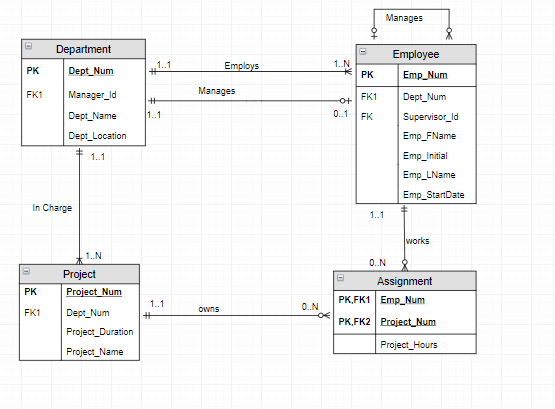 Manages
Department
PK Dept_Num
FK1 Manager_Id
Dept_Name
Dept_Location
1..1 Employs 1..N
Manages
1..1 0..1
Employee
PK Emp_Num
FK1 Dept_Num
FK Supervisor_Id
Emp_FName
Emp_Initial
Emp_LName
Emp_StartDate
1..1
In Charge
1..N
1..1
works
0..N
Project
PK Project_Num
FK1 Dept_Num
Project_Duration
Project_Name
1..1 owns 0..N
Assignment
PK,FK1 Emp_Num
PK,FK2 Project_Num
Project_Hours